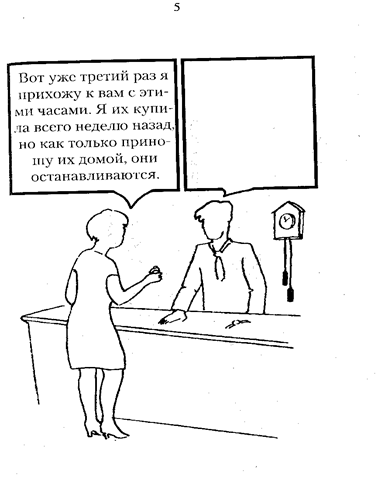 5
Вот уже третий раз я
прихожу к вам с эти-
ми часами. Я их купи-
ла всего неделю назад,
но как только прино-
шу их домой, они
останавливаются.